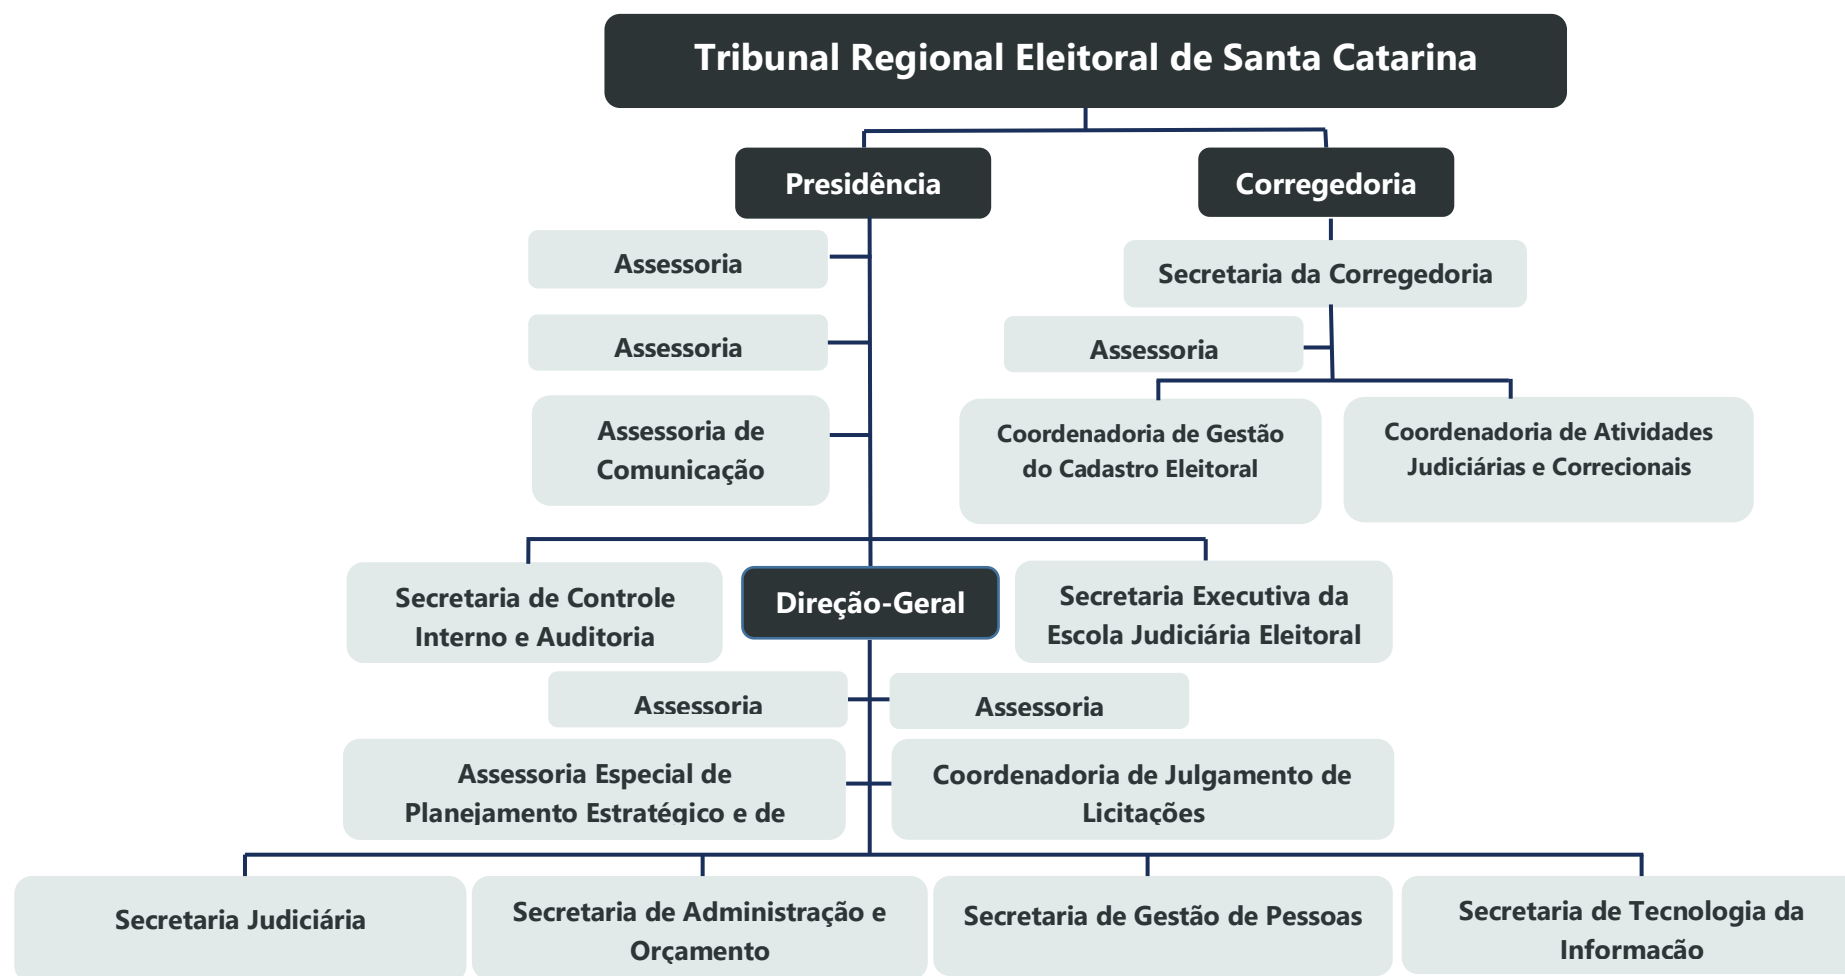 Tribunal Regional Eleitoral de Santa Catarina
Presidência
Corregedoria
Assessoria
Secretaria da Corregedoria
Assessoria
Assessoria
Assessoria de
Comunicação
Coordenadoria de Gestão
do Cadastro Eleitoral
Coordenadoria de Atividades
Judiciárias e Correcionais
Secretaria de Controle
Interno e Auditoria
Direção-Geral
Secretaria Executiva da
Escola Judiciária Eleitoral
Assessoria
Assessoria
Assessoria Especial de
Planejamento Estratégico e de
Coordenadoria de Julgamento de
Licitações
Secretaria Judiciária
Secretaria de Administração e
Orçamento
Secretaria de Gestão de Pessoas
Secretaria de Tecnologia da
Informacão